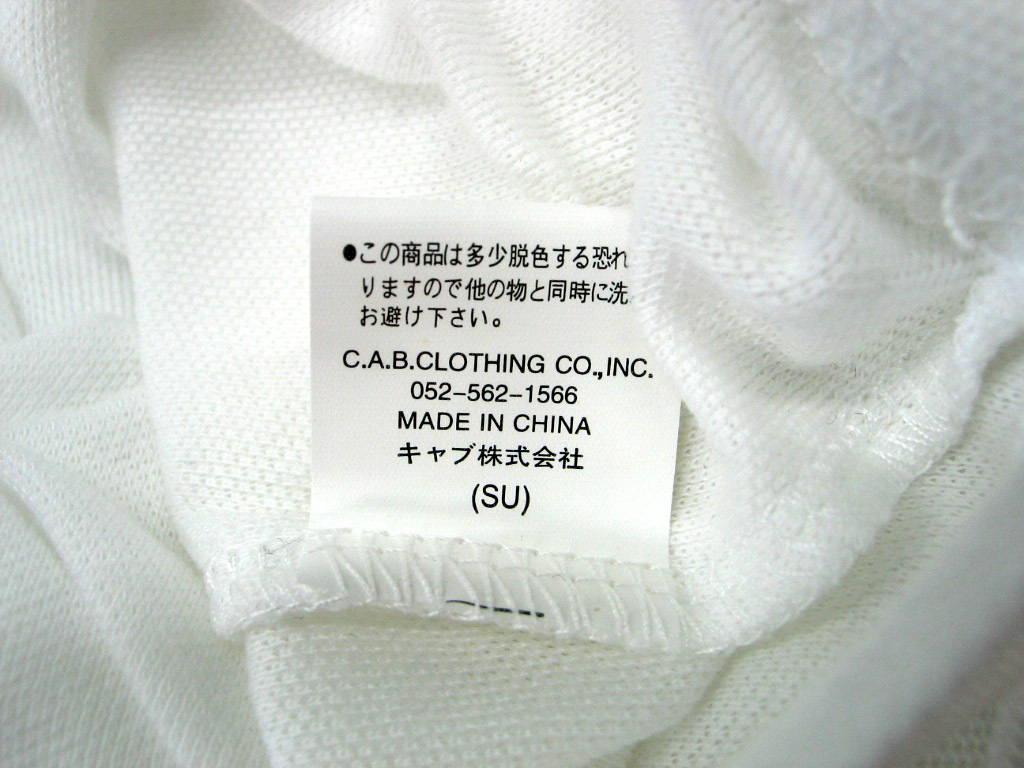 ●この商品は多少脱色する恐れ
りますので他の物と同時に洗
お避け下さい。
C.A.B.CLOTHING CO.,INC.
052-562-1566
MADE IN CHINA
キャブ株式会社
(SU)